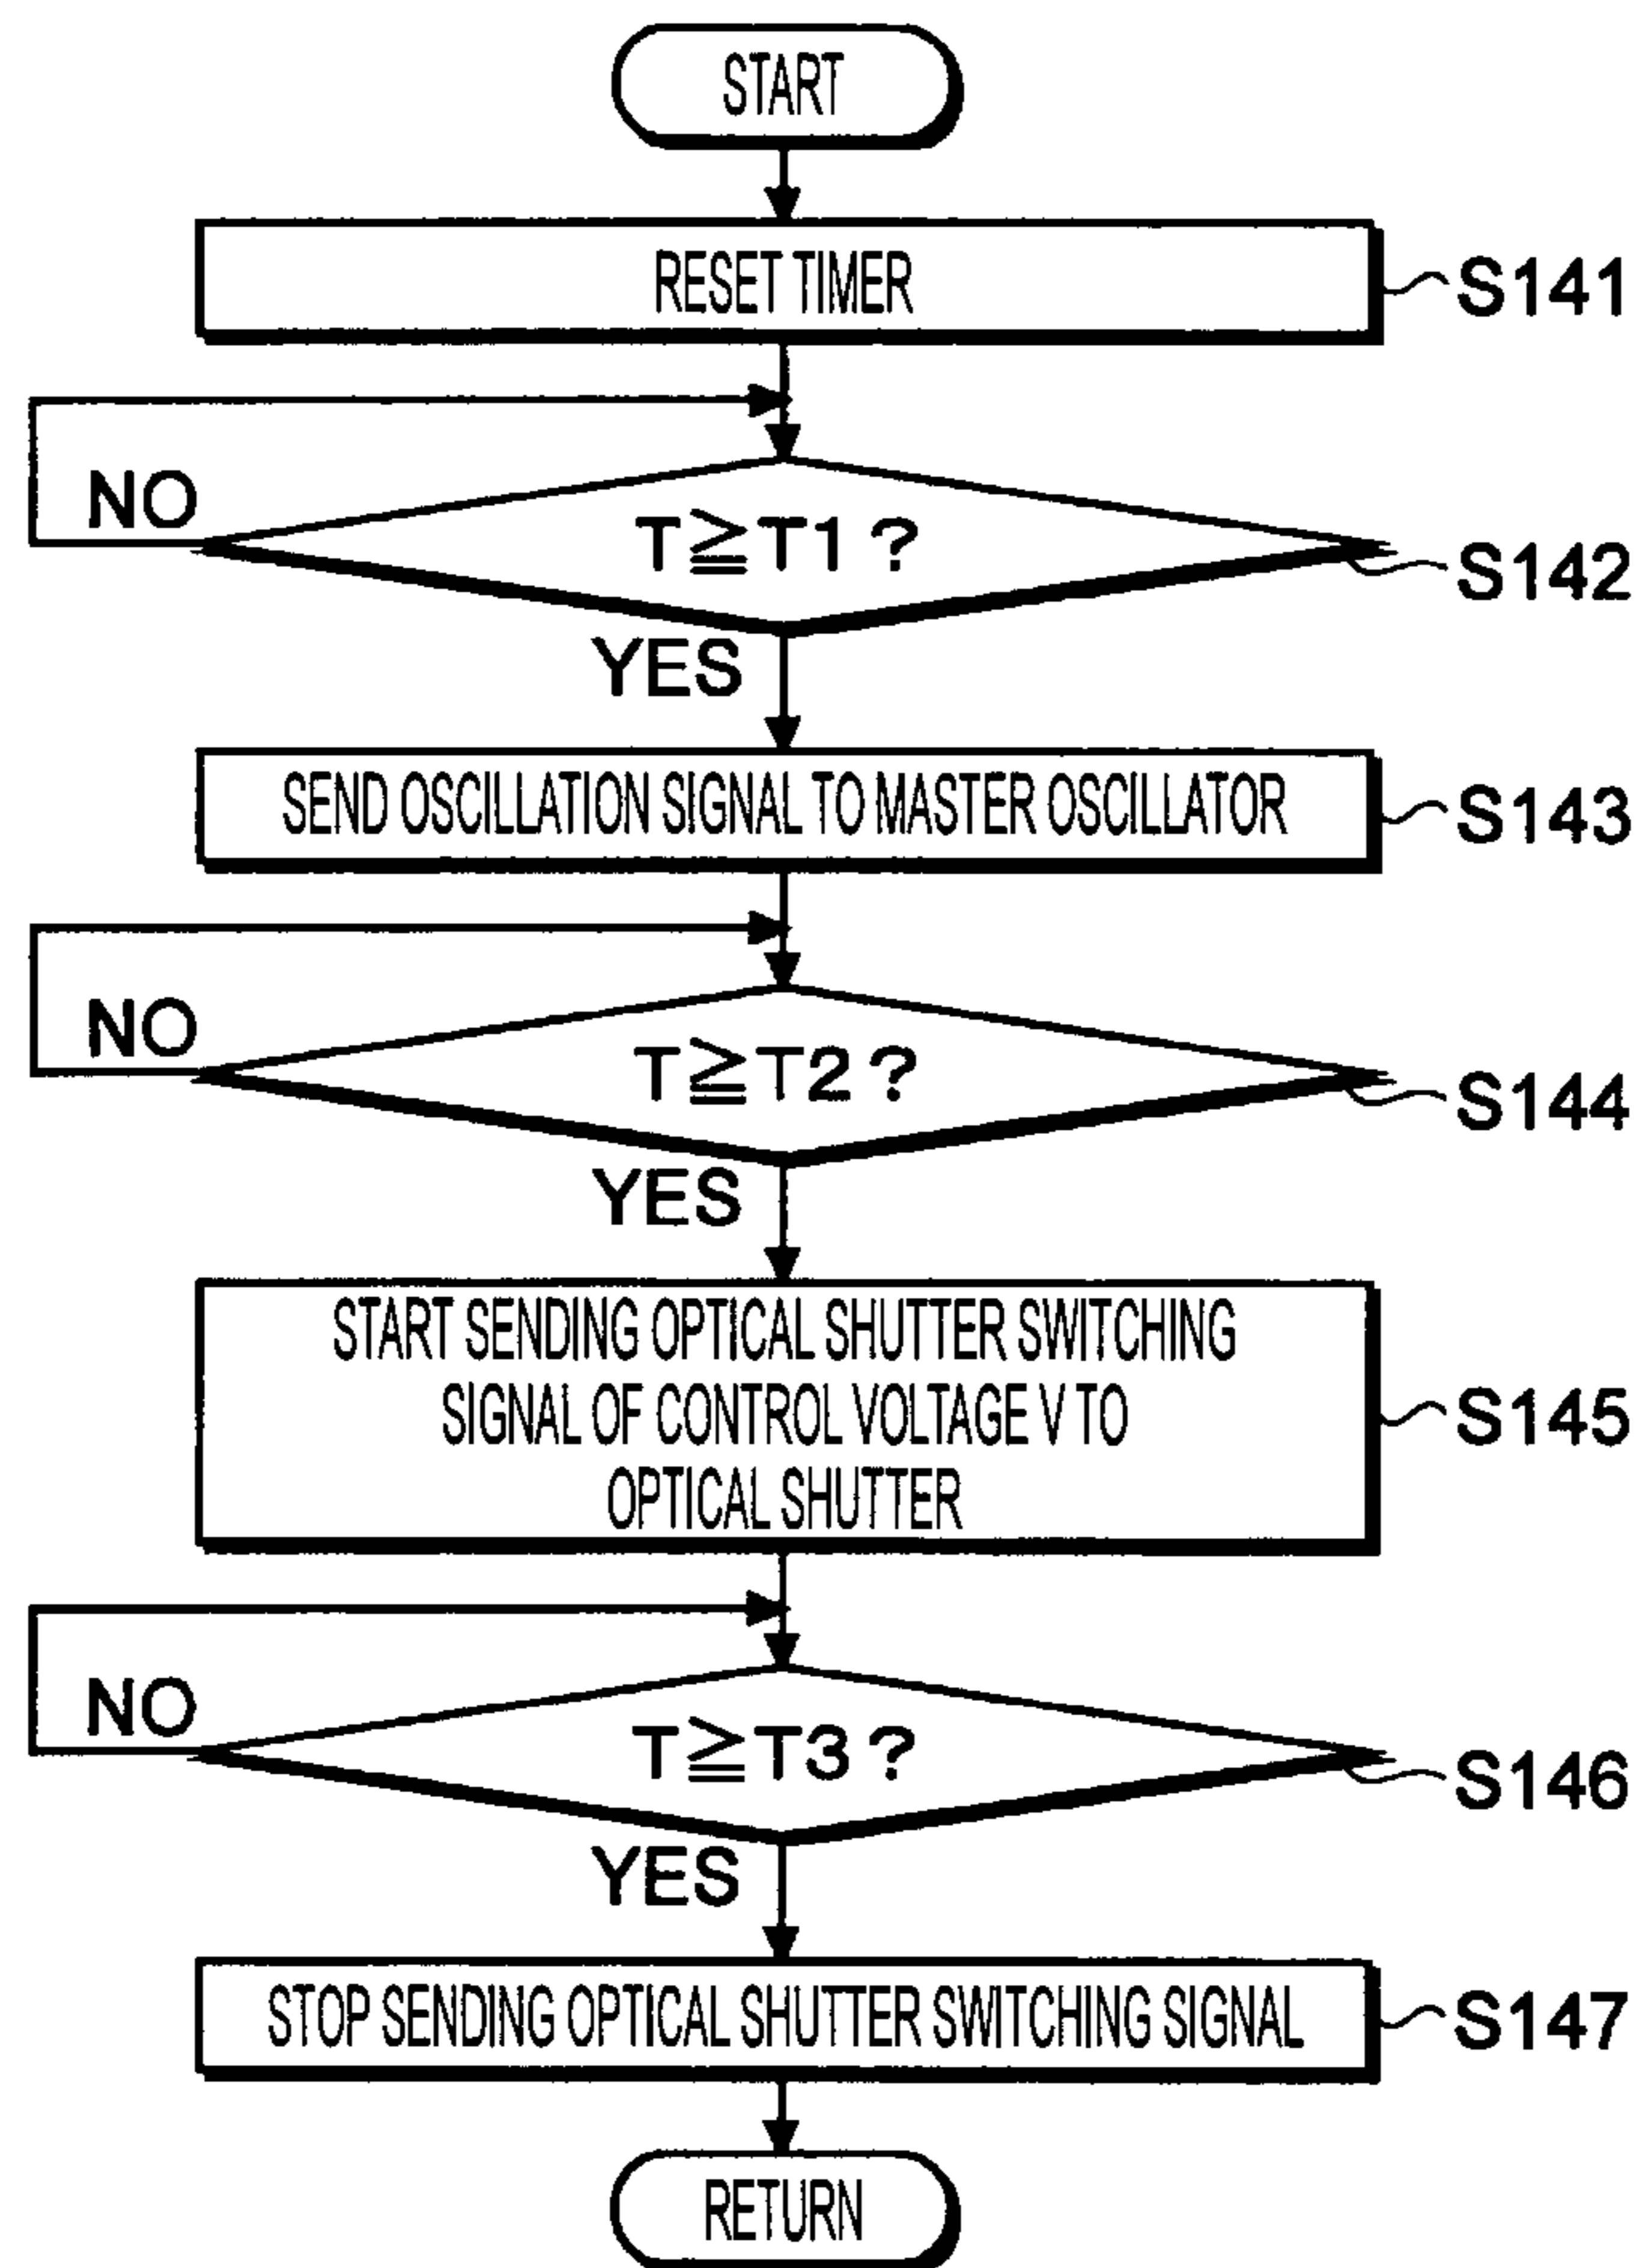 START
RESET TIMER
S141
NO
T≧T1 ?
S142
YES
SEND OSCILLATION SIGNAL TO MASTER OSCILLATOR
S143
NO
T≧T2 ?
S144
YES
START SENDING OPTICAL SHUTTER SWITCHING
SIGNAL OF CONTROL VOLTAGE V TO
OPTICAL SHUTTER
S145
NO
T≧T3 ?
S146
YES
STOP SENDING OPTICAL SHUTTER SWITCHING SIGNAL
S147
RETURN